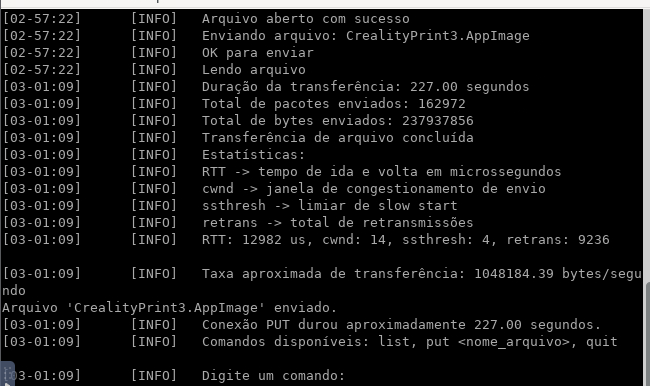 [02-57:22] [INFO] Arquivo aberto com sucesso
[02-57:22] [INFO] Enviando arquivo: CrealityPrint3.AppImage
[02-57:22] [INFO] OK para enviar
[02-57:22] [INFO] Lendo arquivo
[03-01:09] [INFO] Duração da transferência: 227.00 segundos
[03-01:09] [INFO] Total de pacotes enviados: 162972
[03-01:09] [INFO] Total de bytes enviados: 237937856
[03-01:09] [INFO] Transferência de arquivo concluída
[03-01:09] [INFO] Estatísticas:
[03-01:09] [INFO] RTT -> tempo de ida e volta em microssegundos
[03-01:09] [INFO] cwnd -> janela de congestionamento de envio
[03-01:09] [INFO] ssthresh -> limiar de slow start
[03-01:09] [INFO] retrans -> total de retransmissões
[03-01:09] [INFO] RTT: 12982 us, cwnd: 14, ssthresh: 4, retrans: 9236
[03-01:09] [INFO] Taxa aproximada de transferência: 1048184.39 bytes/segu
ndo
Arquivo 'CrealityPrint3.AppImage' enviado.
[03-01:09] [INFO] Conexão PUT durou aproximadamente 227.00 segundos.
[03-01:09] [INFO] Comandos disponíveis: list, put <nome_arquivo>, quit
[03-01:09] [INFO] Digite um comando: